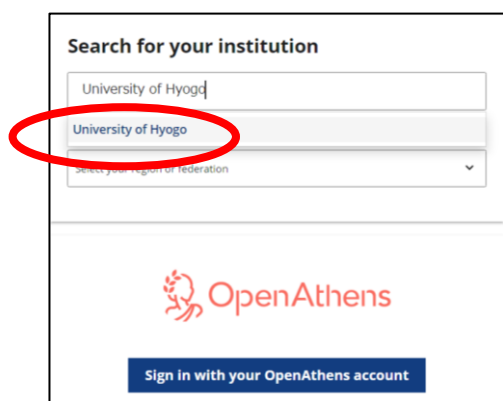 Search for your institution
University of Hyogo
University of Hyogo
Select your region or federation
OpenAthens
Sign in with your OpenAthens account